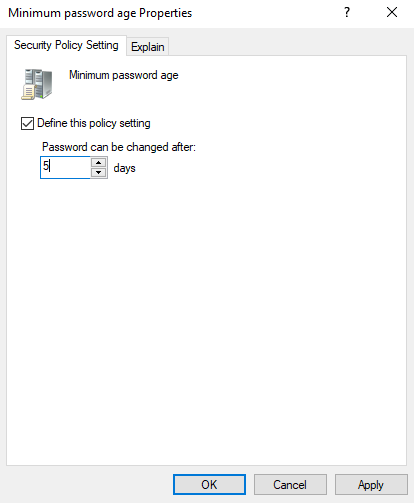 Minimum password age Properties
?
Security Policy Setting
Explain
Minimum password age
Define this policy setting
Password can be changed after:
5 days
OK
Cancel
Apply